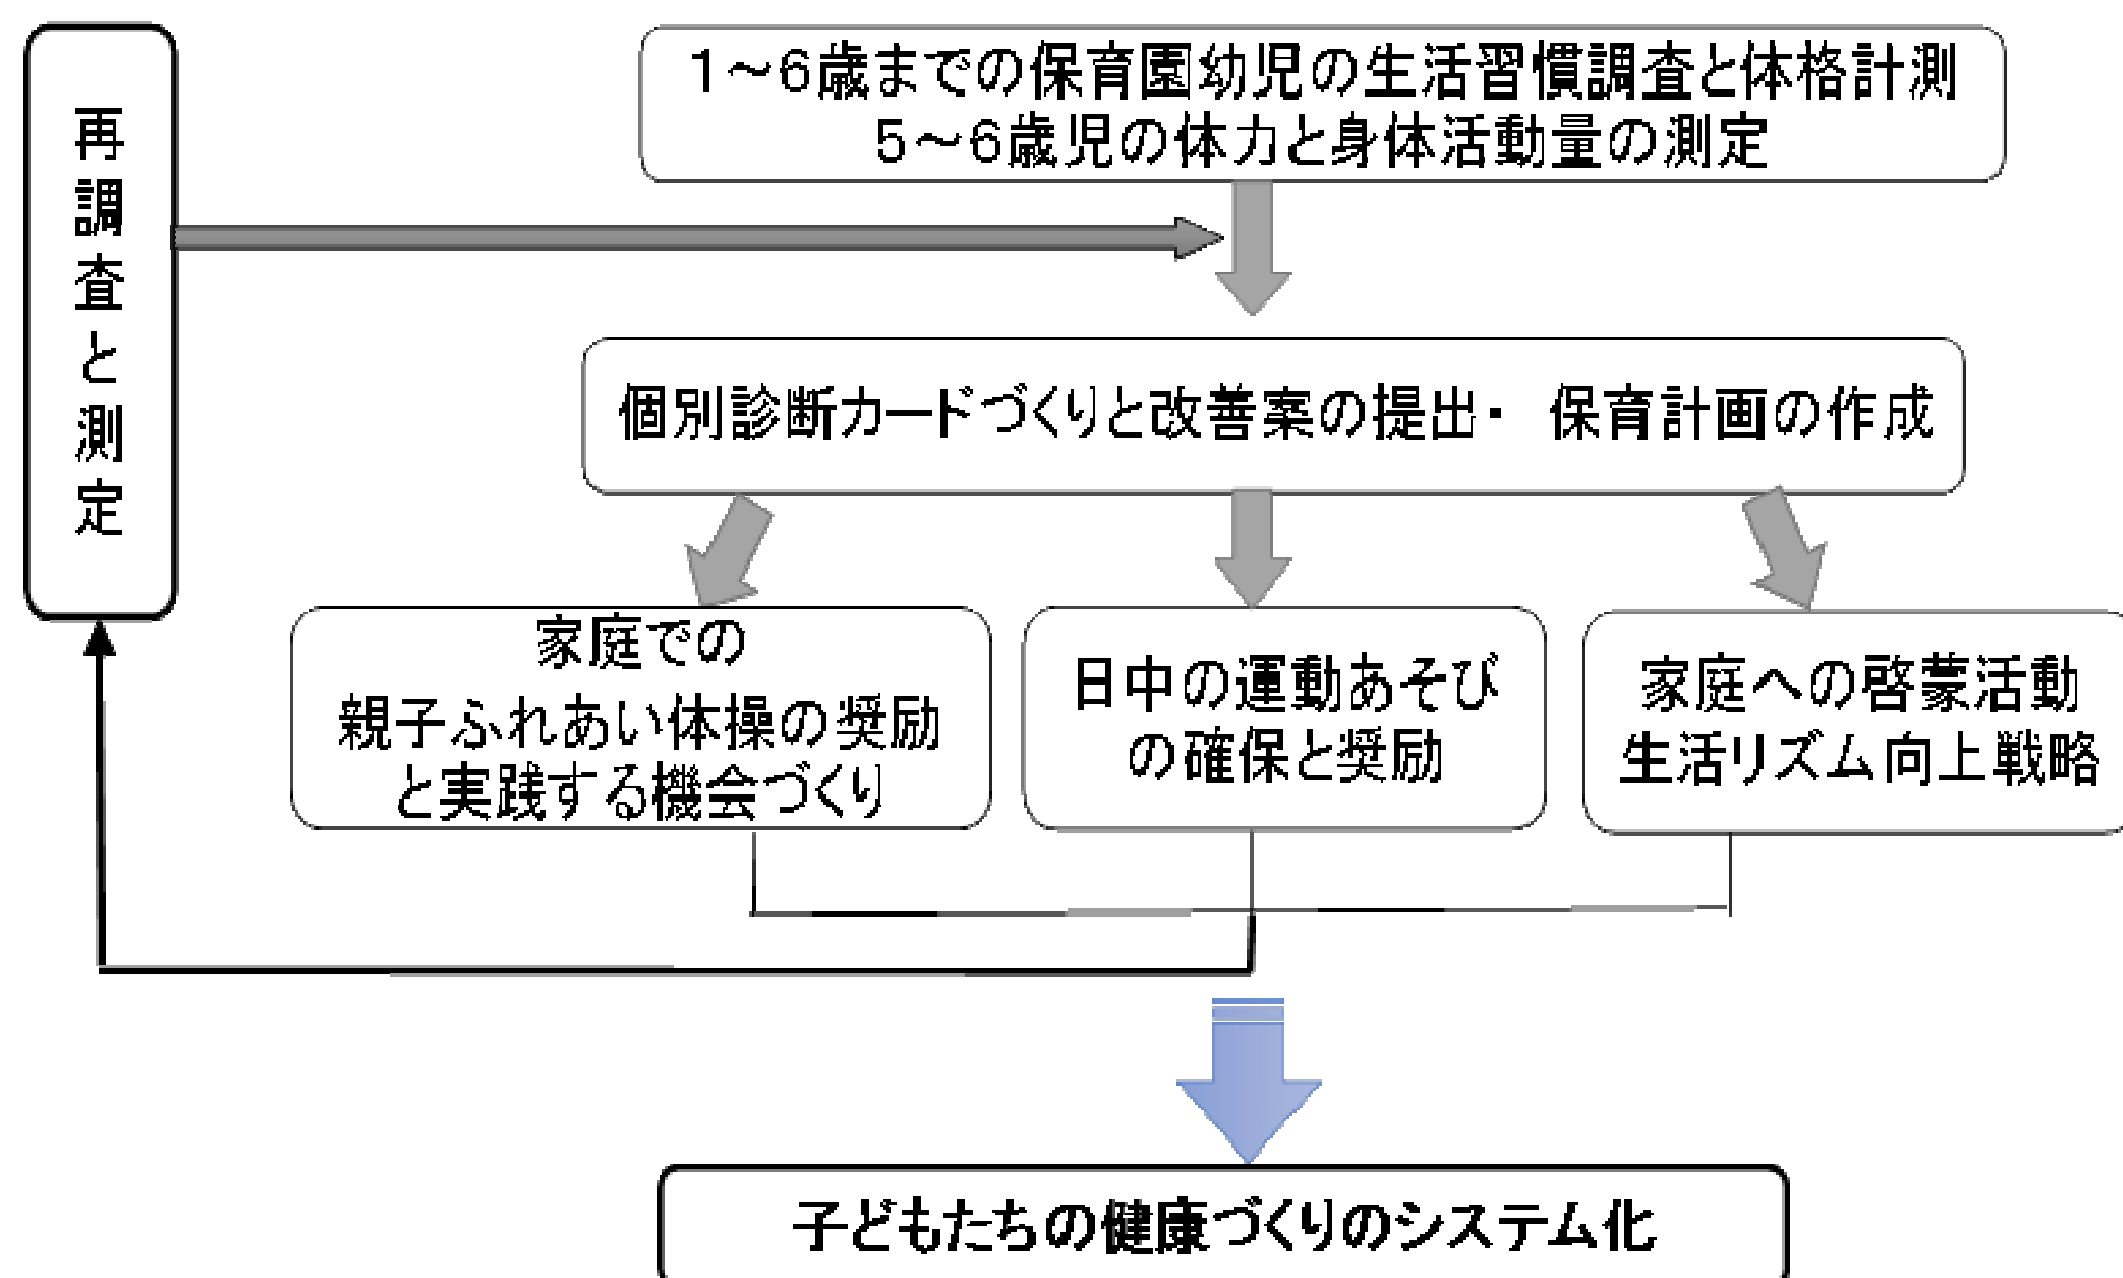 再調査と測定
1～6歳までの保育園幼児の生活習慣調査と体格計測
5～6歳児の体力と身体活動量の測定
個別診断カードづくりと改善案の提出・ 保育計画の作成
家庭での
親子ふれあい体操の奨励
と実践する機会づくり
日中の運動あそび
の確保と奨励
家庭への啓蒙活動
生活リズム向上戦略
子どもたちの健康づくりのシステム化